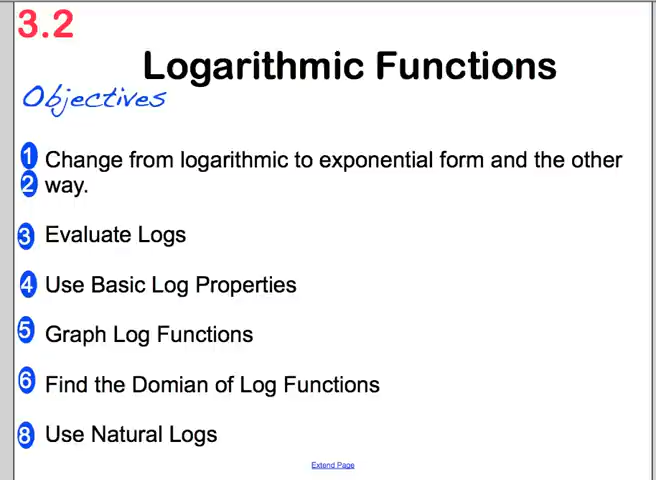 3.2
Logarithmic Functions
Objectives
1 Change from logarithmic to exponential form and the other
2 way.
3 Evaluate Logs
4 Use Basic Log Properties
5 Graph Log Functions
6 Find the Domian of Log Functions
8 Use Natural Logs
Extend Page